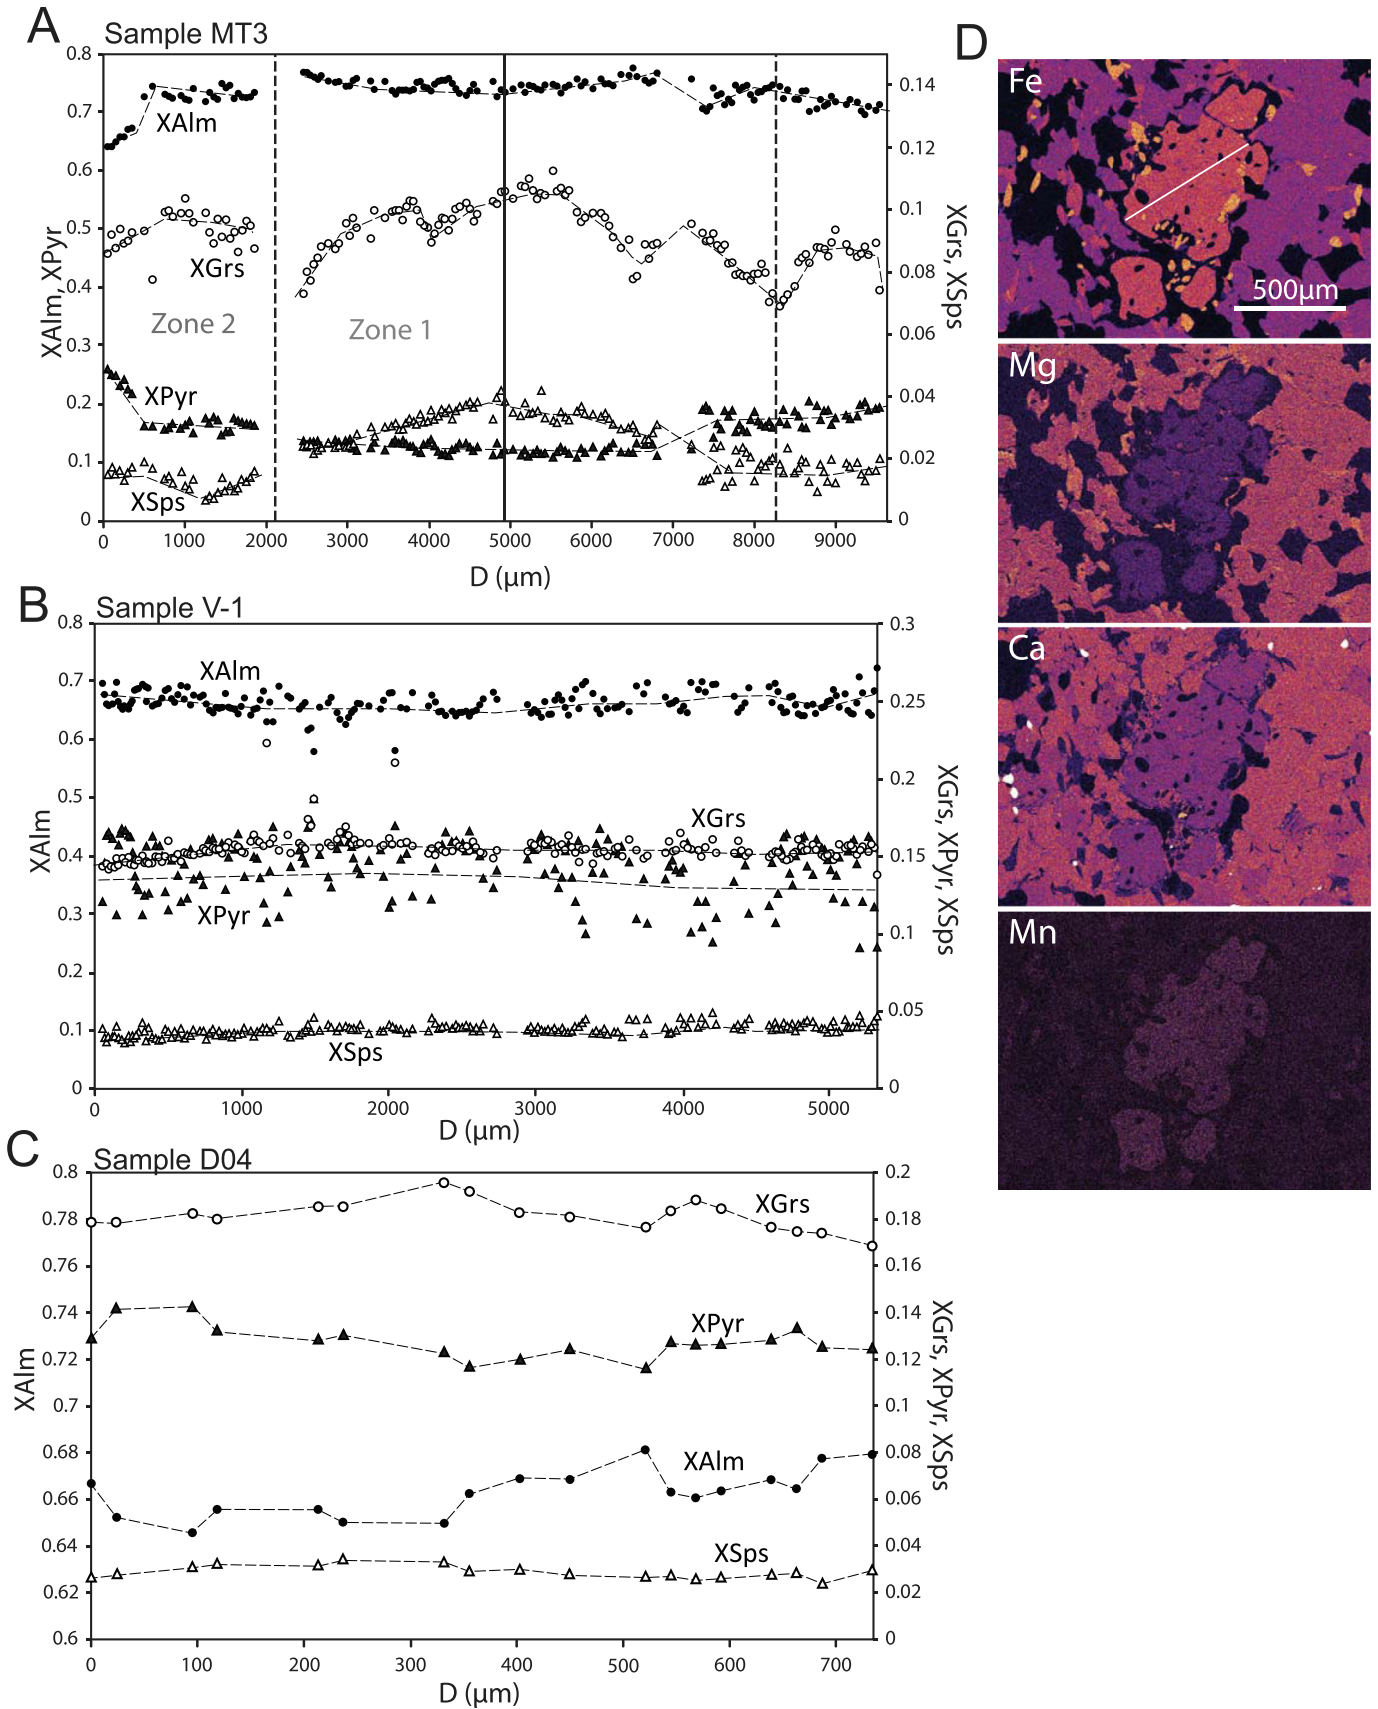 A
Sample MT3
0.8
0.7
0.6
0.5
0.4
0.3
0.2
0.1
0
XAlm, XPyr
0.14
0.12
0.1
0.08
0.06
0.04
0.02
0
XGrs, XSps
XAlm
XGrs
Zone 2
Zone 1
XPyr
XSps
0
1000
2000
3000
4000
5000
6000
7000
8000
9000
D (µm)
B
Sample V-1
0.8
0.7
0.6
0.5
0.4
0.3
0.2
0.1
0
XAlm
0.3
0.25
0.2
0.15
0.1
0.05
0
XGrs, XPyr, XSps
XAlm
XGrs
XPyr
XSps
0
1000
2000
3000
4000
5000
D (µm)
C
Sample D04
0.8
0.78
0.76
0.74
0.72
0.7
0.68
0.66
0.64
0.62
0.6
XAlm
0.2
0.18
0.16
0.14
0.12
0.1
0.08
0.06
0.04
0.02
0
XGrs, XPyr, XSps
XGrs
XPyr
XAlm
XSps
0
100
200
300
400
500
600
700
D (µm)
D
Fe
500µm
Mg
Ca
Mn